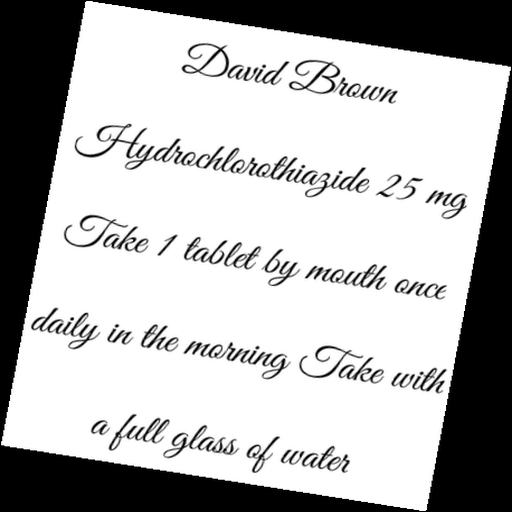 David Brown
Hydrochlorothiazide 25 mg
Take 1 tablet by mouth once
daily in the morning Take with
a full glass of water